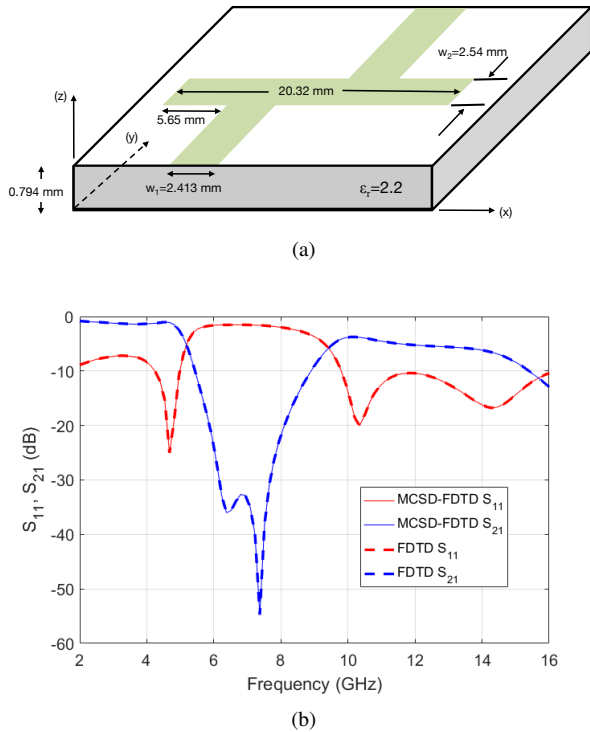 w₂=2.54 mm
20.32 mm
(z)
5.65 mm
(y)
0.794 mm
w₁=2.413 mm
εᵣ=2.2
(x)
(a)
0
-10
-20
-30
-40
-50
-60
S₁₁, S₂₁ (dB)
MCSD-FDTD S₁₁
MCSD-FDTD S₂₁
FDTD S₁₁
FDTD S₂₁
2 4 6 8 10 12 14 16
Frequency (GHz)
(b)